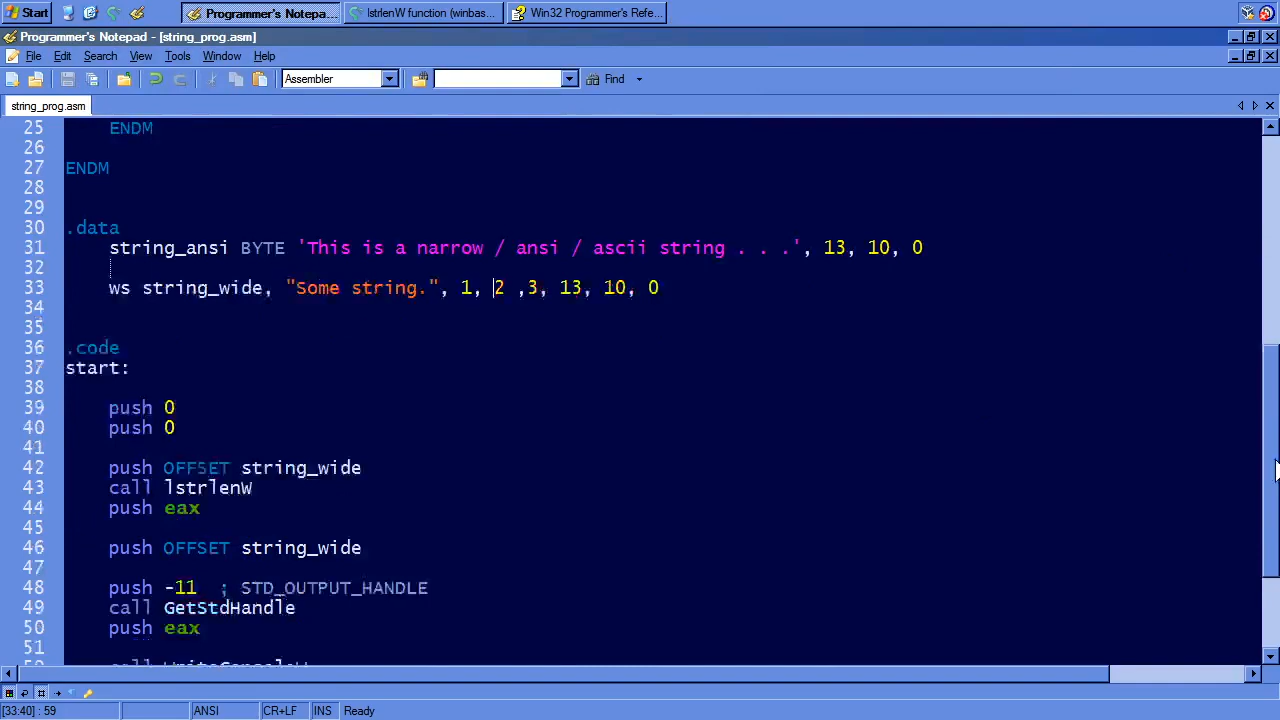 Start Programmer's Notepa... lstrlenW function (winbas... Win32 Programmer's Refe...
Programmer's Notepad - [string_prog.asm]
File Edit Search View Tools Window Help
Assembler Find
string_prog.asm
25 ENDM
26
27 ENDM
28
29
30 .data
31 string_ansi BYTE 'This is a narrow / ansi / ascii string . . .', 13, 10, 0
32
33 ws string_wide, "Some string.", 1, 2 ,3, 13, 10, 0
34
35
36 .code
37 start:
38
39 push 0
40 push 0
41
42 push OFFSET string_wide
43 call lstrlenW
44 push eax
45
46 push OFFSET string_wide
47
48 push -11 ; STD_OUTPUT_HANDLE
49 call GetStdHandle
50 push eax
51
[33:40] : 59 ANSI CR+LF INS Ready